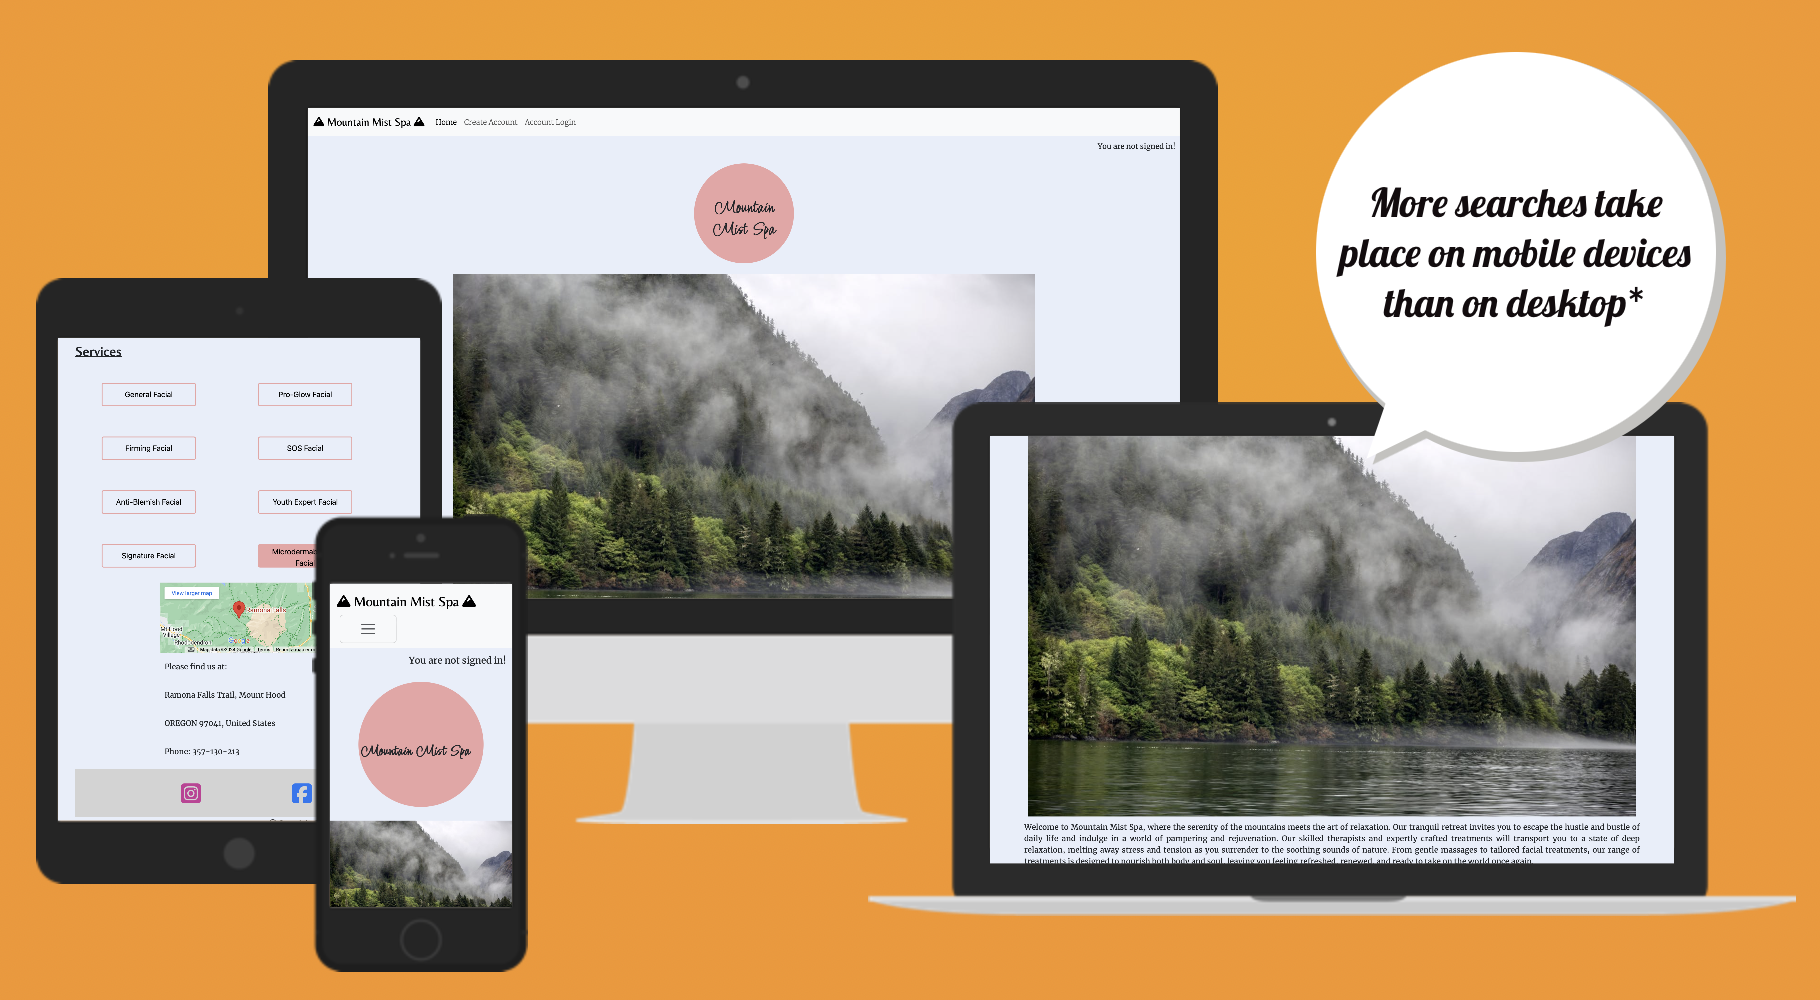 Mountain Mist Spa Home Create Account Account Login
You are not signed in!
Mountain
Mist Spa
More searches take
place on mobile devices
than on desktop*
Services
General Facial Pro-Glow Facial
Firming Facial SOS Facial
Anti-Blemish Facial Youth Expert Facial
Signature Facial
Facial
View larger map
Ramona Falls
Mt Hood
Village
Rhododendron
Google
Please find us at:
Ramona Falls Trail, Mount Hood
OREGON 97041, United States
Phone: 357-130-213
Mountain Mist Spa
You are not signed in!
Mountain Mist Spa
Welcome to Mountain Mist Spa, where the serenity of the mountains meets the art of relaxation. Our tranquil retreat invites you to escape the hustle and bustle of
daily life and indulge in a world of pampering and rejuvenation. Our skilled therapists and expertly crafted treatments will transport you to a state of deep
relaxation, melting away stress and tension as you surrender to the soothing sounds of nature. From gentle massages to tailored facial treatments, our range of
treatments is designed to nourish both body and soul, leaving you feeling refreshed, renewed, and ready to take on the world once again.